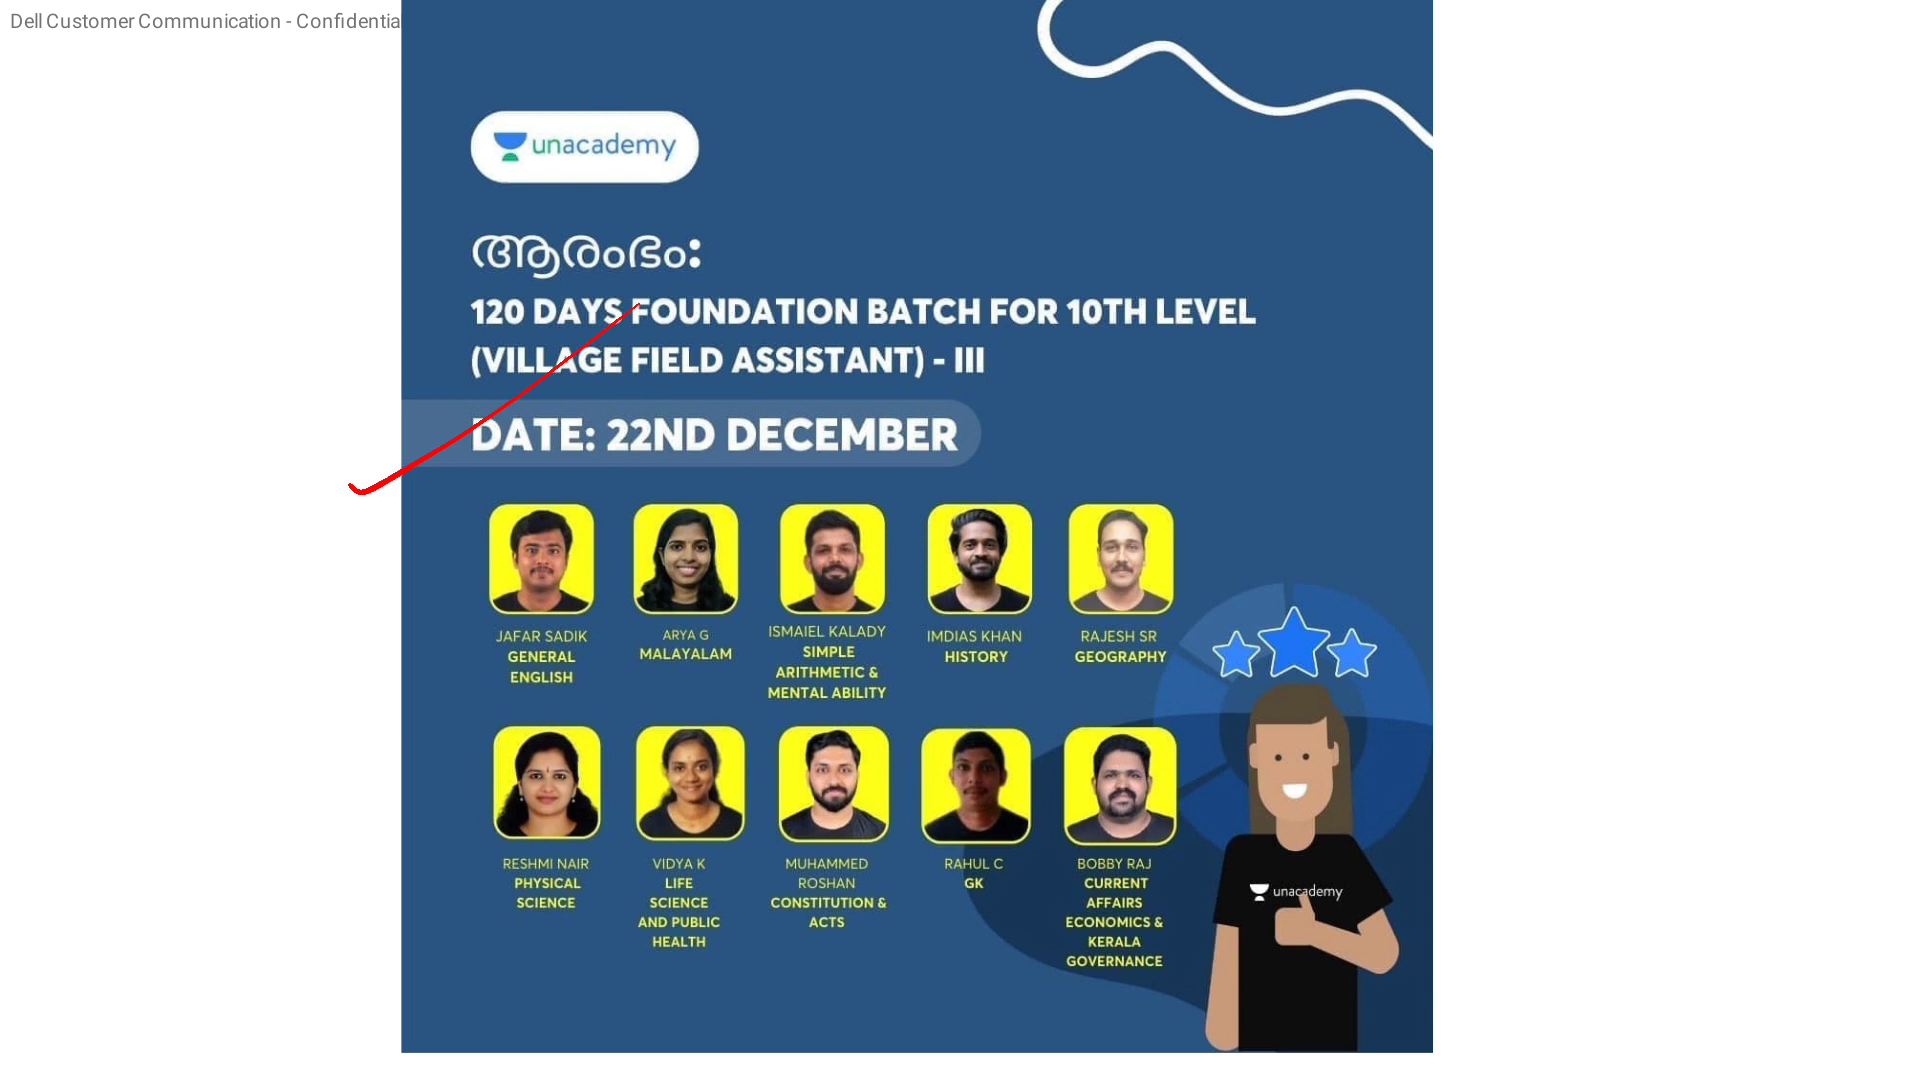 Dell Customer Communication - Confidentia
unacademy
ആരംഭം:
120 DAYS FOUNDATION BATCH FOR 10TH LEVEL
(VILLAGE FIELD ASSISTANT) - III
DATE: 22ND DECEMBER
JAFAR SADIK
GENERAL
ENGLISH
ARYA G
MALAYALAM
ISMAIEL KALADY
SIMPLE
ARITHMETIC &
MENTAL ABILITY
IMDIAS KHAN
HISTORY
RAJESH SR
GEOGRAPHY
RESHMI NAIR
PHYSICAL
SCIENCE
VIDYA K
LIFE
SCIENCE
AND PUBLIC
HEALTH
MUHAMMED
ROSHAN
CONSTITUTION &
ACTS
RAHUL C
GK
BOBBY RAJ
CURRENT
AFFAIRS
ECONOMICS &
KERALA
GOVERNANCE
unacademy